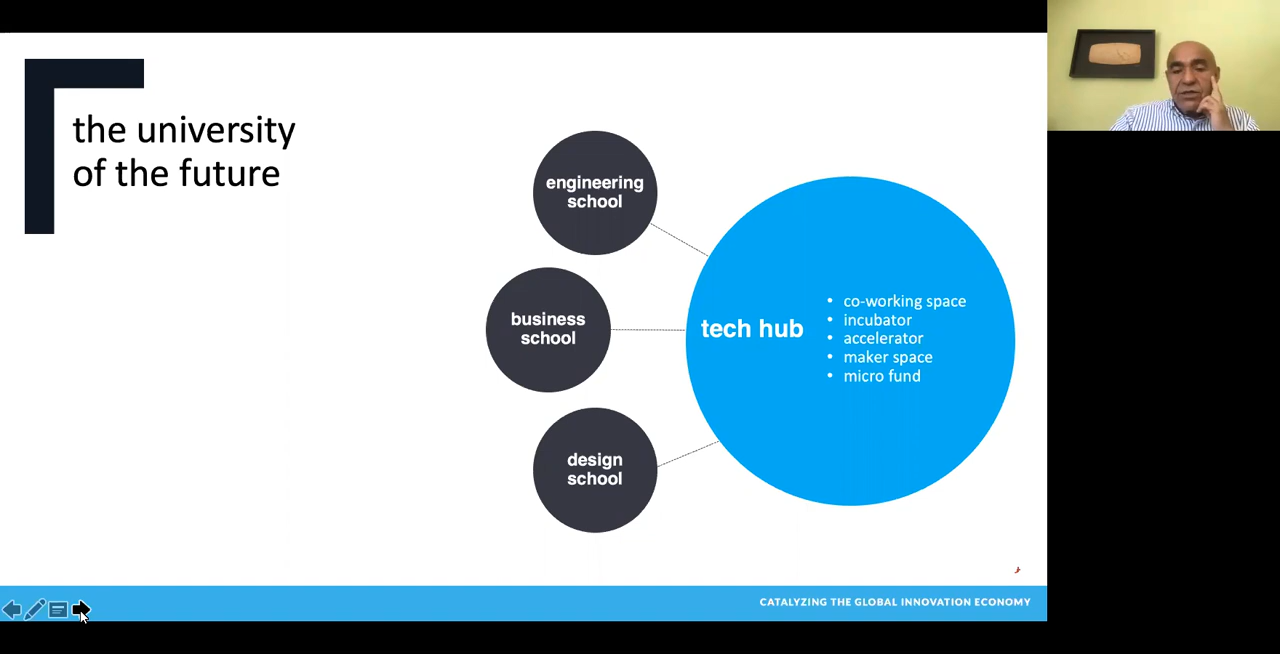 the university
of the future
engineering
school
business
school
design
school
tech hub
• co-working space
• incubator
• accelerator
• maker space
• micro fund
CATALYZING THE GLOBAL INNOVATION ECONOMY